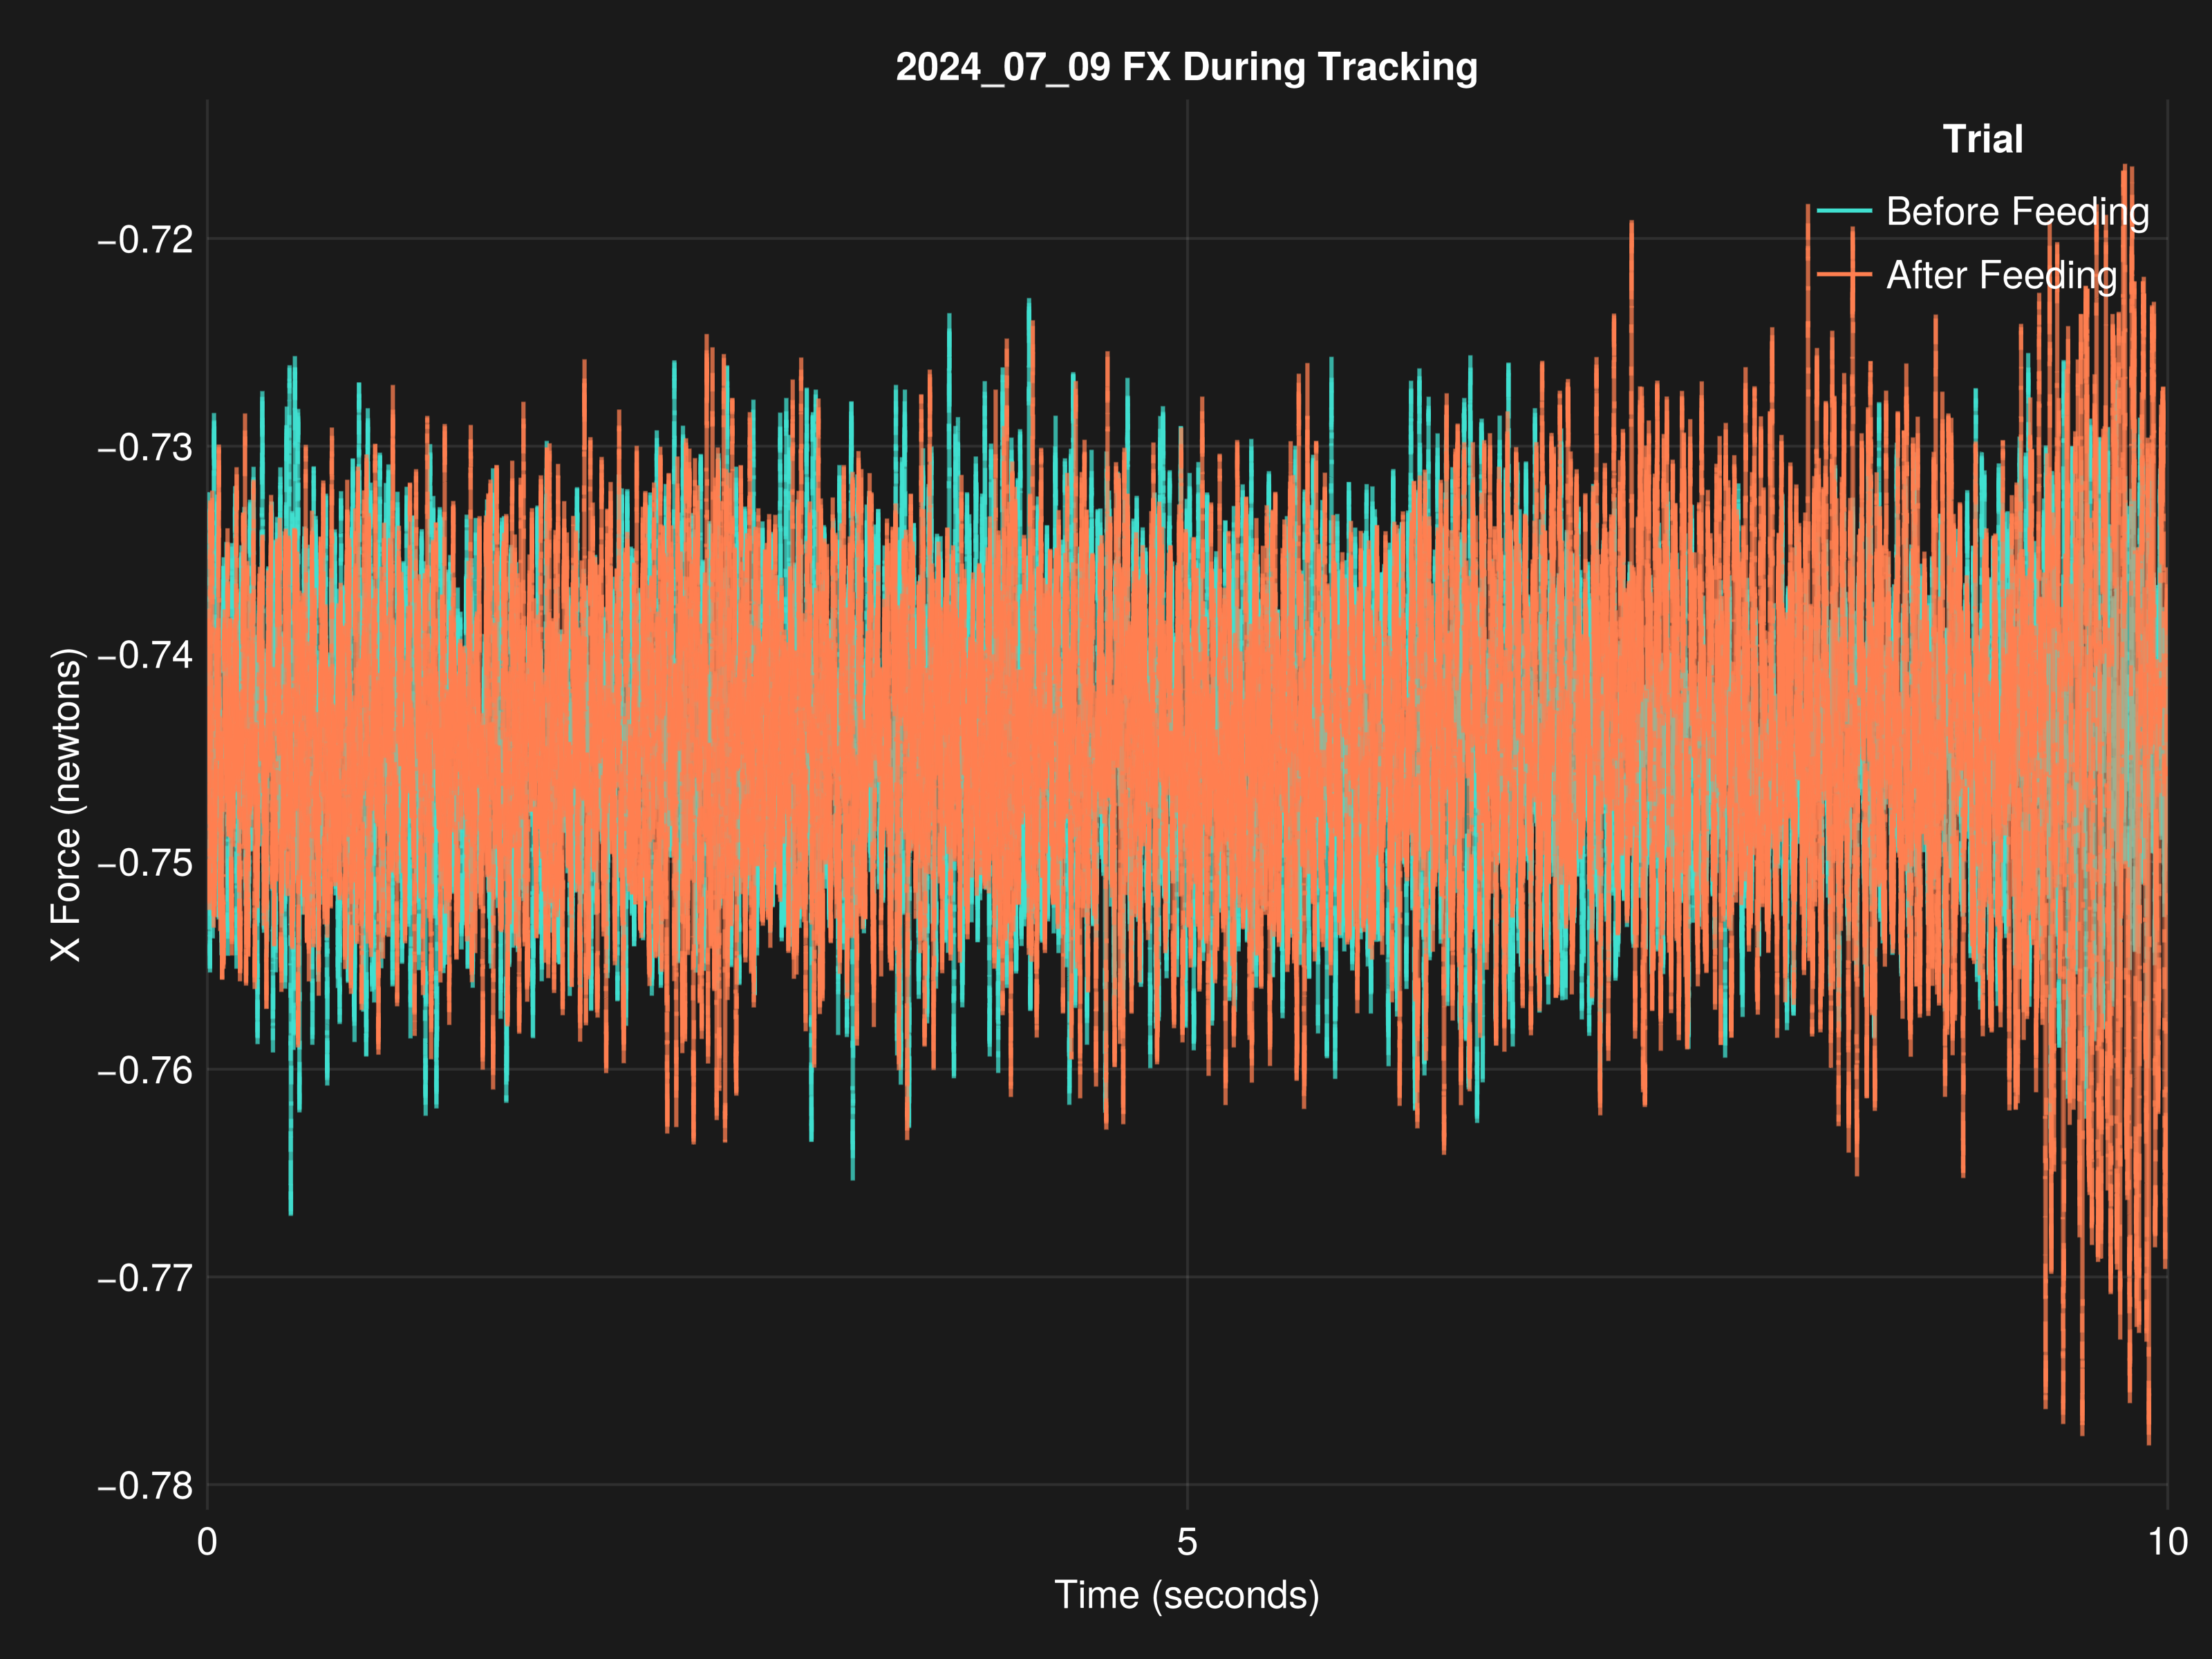 2024_07_09 FX During Tracking
Trial
Before Feeding
After Feeding
X Force (newtons)
−0.72
−0.73
−0.74
−0.75
−0.76
−0.77
−0.78
0
5
10
Time (seconds)